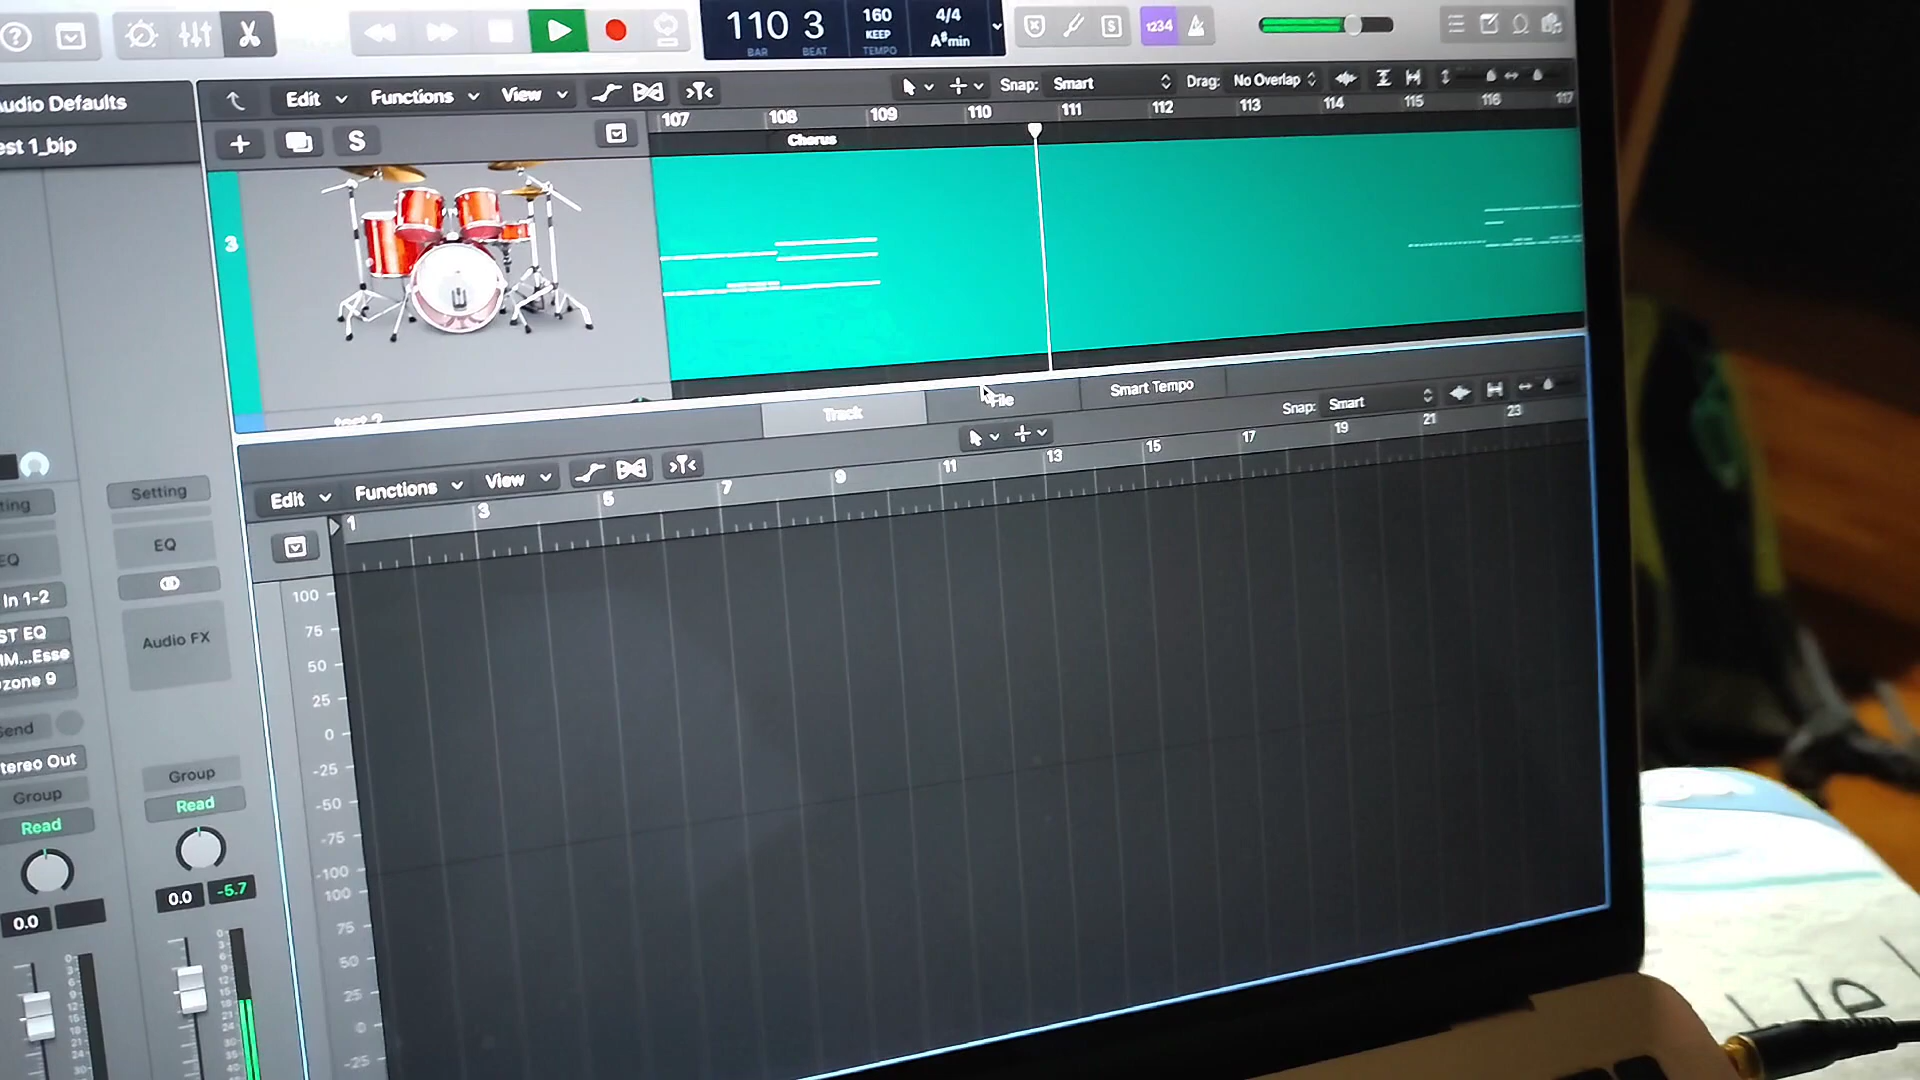 110 3
BAR BEAT
160
KEEP
TEMPO
4/4
A#min
S
1234
Audio Defaults
est 1_bip
Edit
Functions
View
Snap: Smart
Drag: No Overlap
S
107 108 109 110 111 112 113 114 115 116 117
Chorus
3
Track
File
Smart Tempo
Snap: Smart
Edit
Functions
View
1 3 5 7 9 11 13 15 17 19 21 23
100
75
50
25
0
-25
-50
-75
-100
100
75
50
25
0
-25
ting
EQ
In 1-2
ST EQ
IM...Esse
zone 9
Send
tereo Out
Group
Read
0.0
Setting
EQ
Audio FX
Group
Read
0.0
-5.7